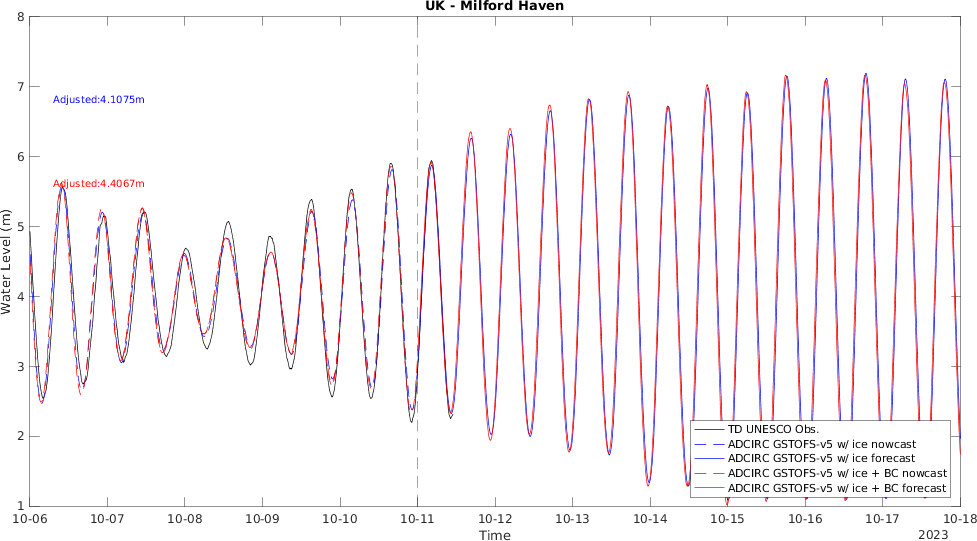 UK - Milford Haven
8
7
6
5
4
3
2
1
Water Level (m)
Adjusted:4.1075m
Adjusted:4.4067m
TD UNESCO Obs.
ADCIRC GSTOFS-v5 w/ ice nowcast
ADCIRC GSTOFS-v5 w/ ice forecast
ADCIRC GSTOFS-v5 w/ ice + BC nowcast
ADCIRC GSTOFS-v5 w/ ice + BC forecast
10-06 10-07 10-08 10-09 10-10 10-11 10-12 10-13 10-14 10-15 10-16 10-17 10-18
Time
2023